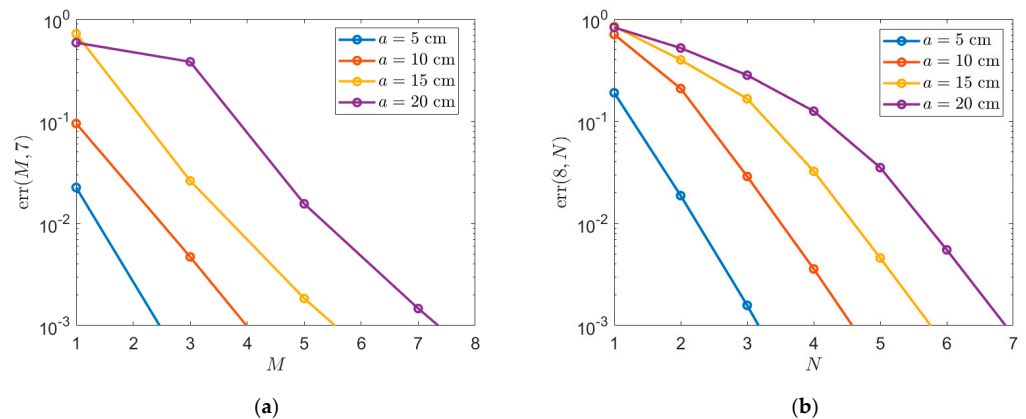 10^0
10^-1
10^-2
10^-3
err(M, 7)
1 2 3 4 5 6 7 8
M
a = 5 cm
a = 10 cm
a = 15 cm
a = 20 cm
(a)
10^0
10^-1
10^-2
10^-3
err(8, N)
1 2 3 4 5 6 7
N
a = 5 cm
a = 10 cm
a = 15 cm
a = 20 cm
(b)